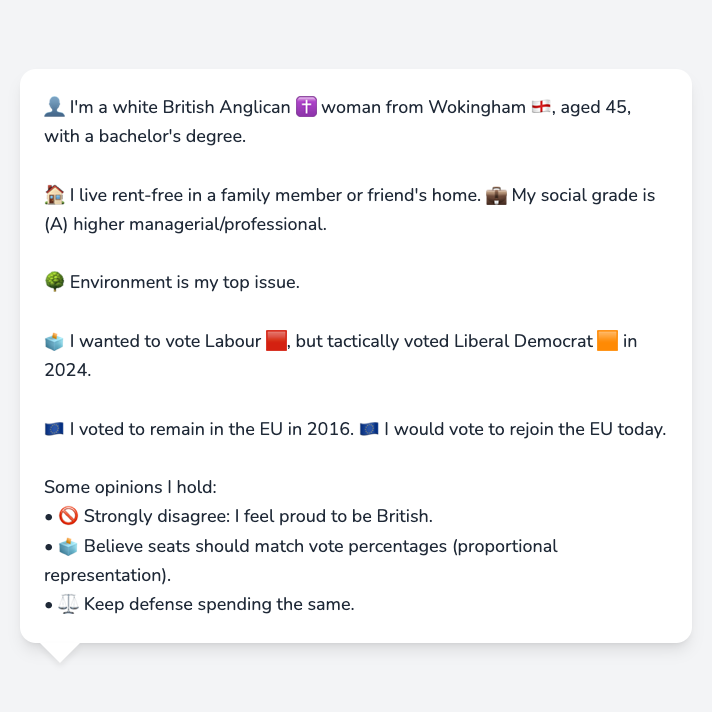 👤 I'm a white British Anglican ✝️ woman from Wokingham 🏴󠁧󠁢󠁥󠁮󠁧󠁿, aged 45,
with a bachelor's degree.
🏠 I live rent-free in a family member or friend's home. 💼 My social grade is
(A) higher managerial/professional.
🌳 Environment is my top issue.
🗳️ I wanted to vote Labour 🟥, but tactically voted Liberal Democrat 🟧 in
2024.
🇪🇺 I voted to remain in the EU in 2016. 🇪🇺 I would vote to rejoin the EU today.
Some opinions I hold:
• 🚫 Strongly disagree: I feel proud to be British.
• 🗳️ Believe seats should match vote percentages (proportional
representation).
• ⚖️ Keep defense spending the same.